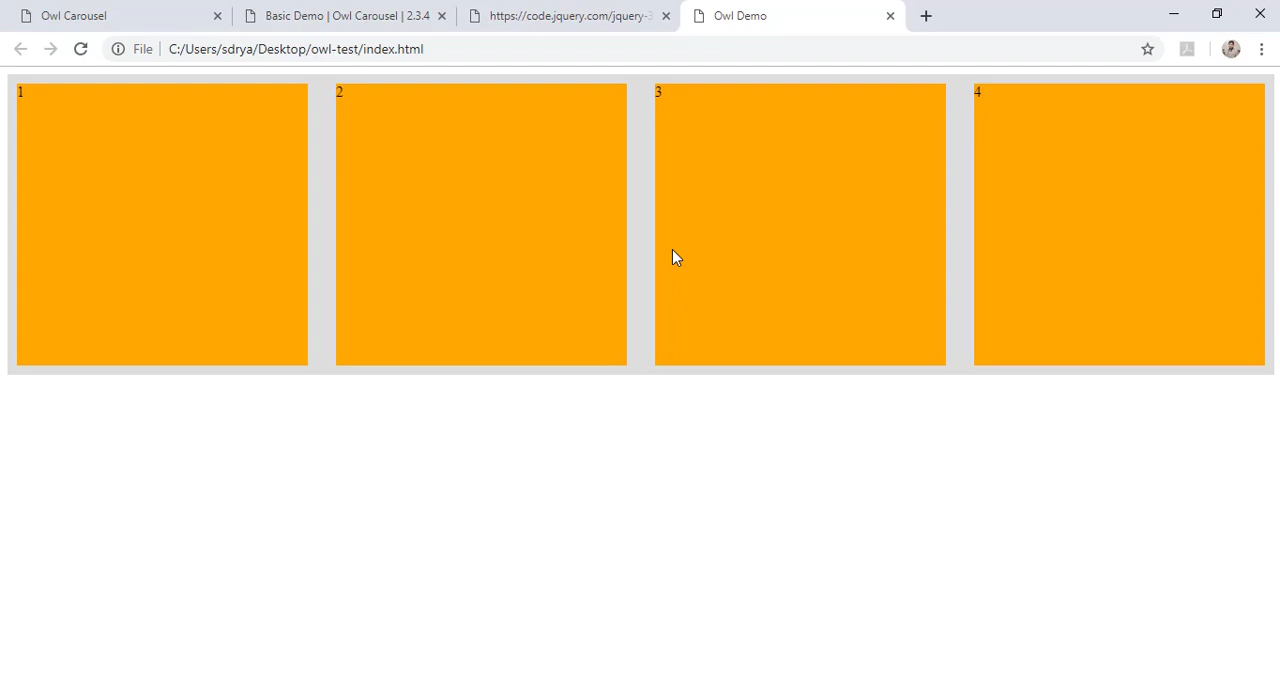 Owl Carousel
Basic Demo | Owl Carousel | 2.3.4
https://code.jquery.com/jquery-3
Owl Demo
File
C:/Users/sdrya/Desktop/owl-test/index.html
1
2
3
4